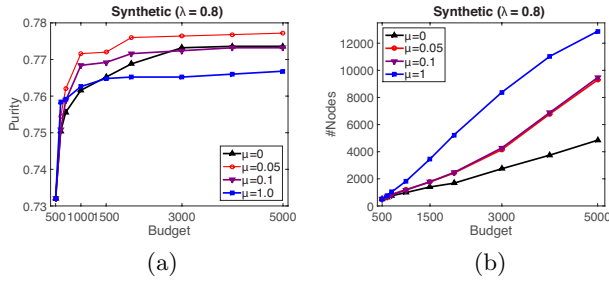 Synthetic (λ = 0.8)
Purity
0.78
0.77
0.76
0.75
0.74
0.73
μ=0
μ=0.05
μ=0.1
μ=1.0
500 1000 1500 3000 5000
Budget
(a)
Synthetic (λ = 0.8)
#Nodes
12000
10000
8000
6000
4000
2000
0
μ=0
μ=0.05
μ=0.1
μ=1
500 1500 3000 5000
Budget
(b)